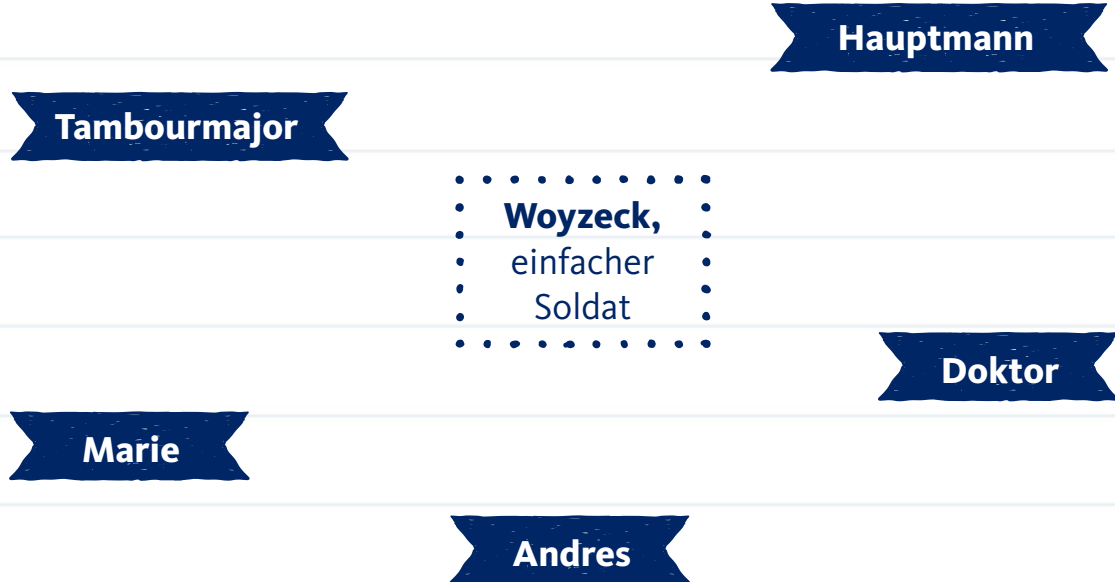 Hauptmann
Tambourmajor
Woyzeck,
einfacher
Soldat
Doktor
Marie
Andres